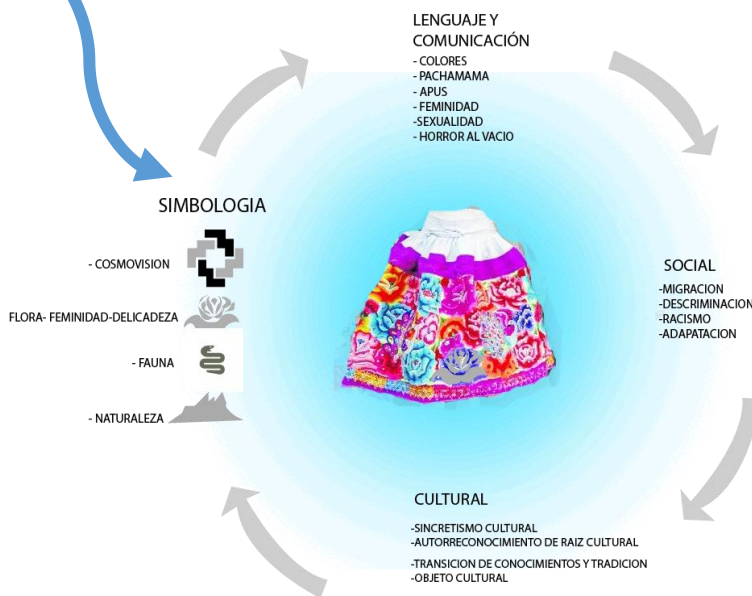 LENGUAJE Y
COMUNICACIÓN
- COLORES
- PACHAMAMA
- APUS
- FEMINIDAD
-SEXUALIDAD
- HORROR AL VACIO
SIMBOLOGIA
- COSMOVISION
FLORA- FEMINIDAD-DELICADEZA
- FAUNA
- NATURALEZA
SOCIAL
-MIGRACION
-DESCRIMINACION
-RACISMO
-ADAPATACION
CULTURAL
-SINCRETISMO CULTURAL
-AUTORRECONOCIMIENTO DE RAIZ CULTURAL
-TRANSICION DE CONOCIMIENTOS Y TRADICION
-OBJETO CULTURAL